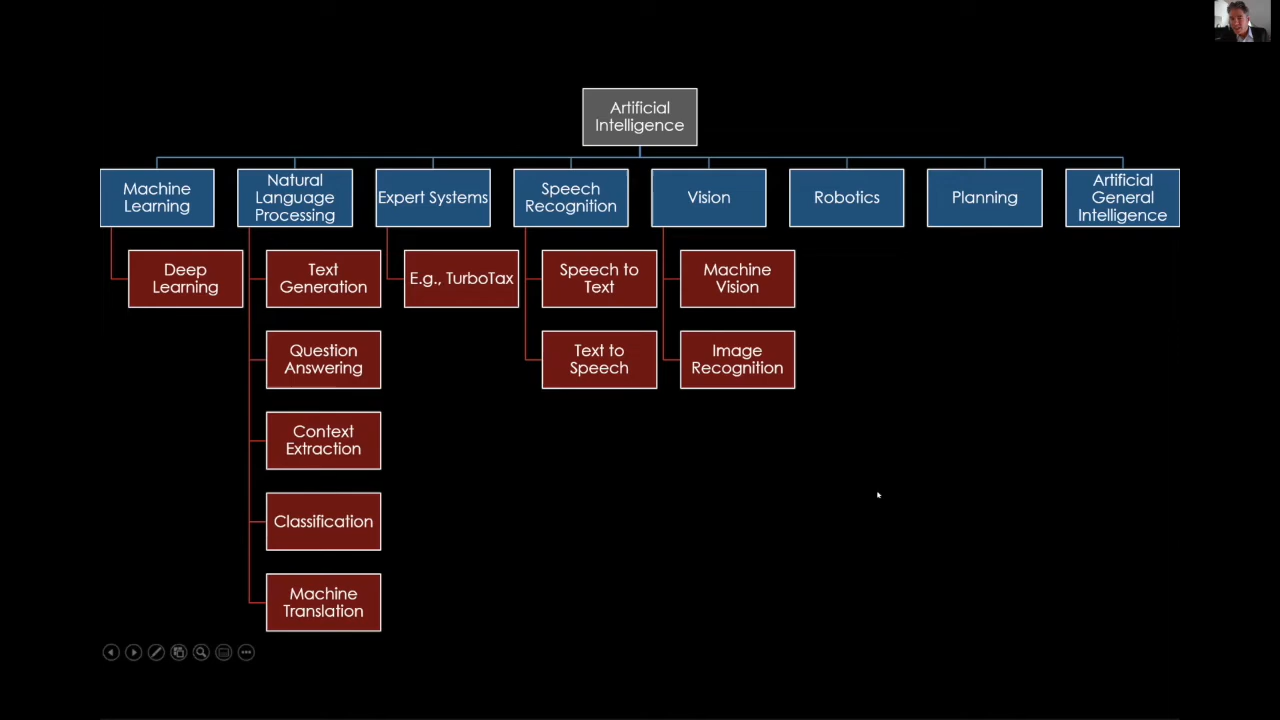 Artificial
Intelligence
Machine
Learning
Natural
Language
Processing
Expert Systems
Speech
Recognition
Vision
Robotics
Planning
Artificial
General
Intelligence
Deep
Learning
Text
Generation
E.g., TurboTax
Speech to
Text
Machine
Vision
Question
Answering
Text to
Speech
Image
Recognition
Context
Extraction
Classification
Machine
Translation